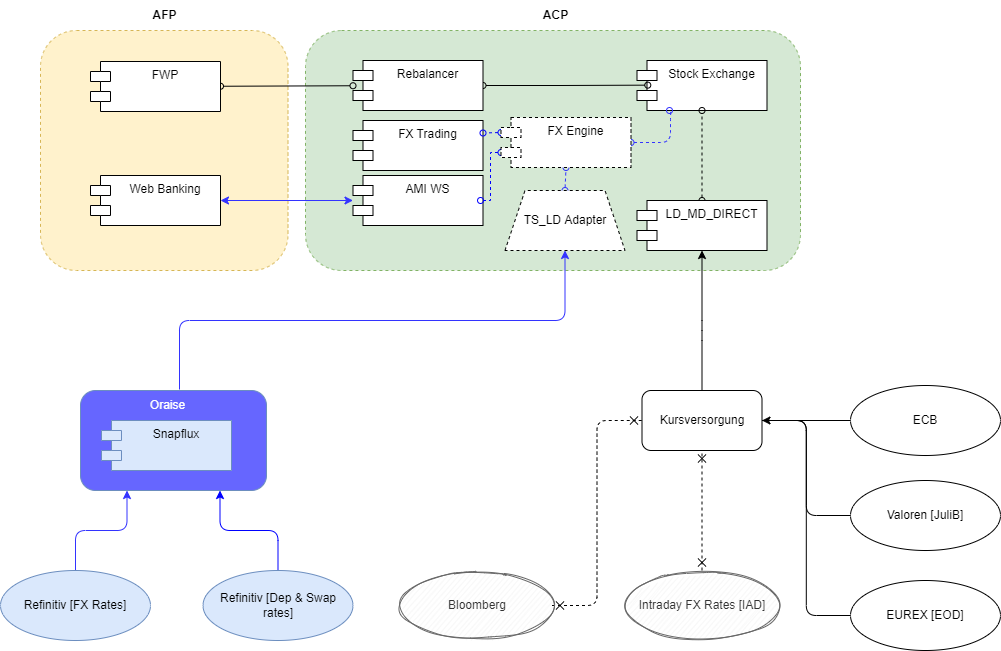 AFP
ACP
FWP
Rebalancer
Stock Exchange
FX Trading
FX Engine
Web Banking
AMI WS
TS_LD Adapter
LD_MD_DIRECT
Oraise
Snapflux
Kursversorgung
ECB
Valoren [JuliB]
Refinitiv [FX Rates]
Refinitiv [Dep & Swap
rates]
Bloomberg
Intraday FX Rates [IAD]
EUREX [EOD]